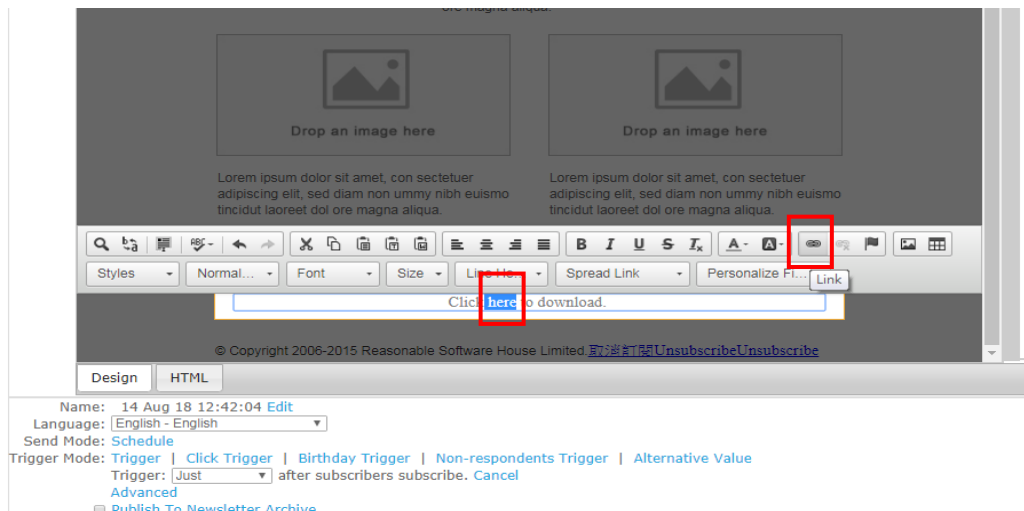 ore magna aliqua.
Drop an image here
Drop an image here
Lorem ipsum dolor sit amet, con sectetuer
adipiscing elit, sed diam non ummy nibh euismo
tincidut laoreet dol ore magna aliqua.
Lorem ipsum dolor sit amet, con sectetuer
adipiscing elit, sed diam non ummy nibh euismo
tincidunt laoreet dol ore magna aliqua.
ABC
B I U S Tx A A
Styles Normal... Font Size Line He... Spread Link Personalize Fi...
Link
Click here to download.
© Copyright 2006-2015 Reasonable Software House Limited. 取消訂閱UnsubscribeUnsubscribe
Design HTML
Name: 14 Aug 18 12:42:04 Edit
Language: English - English
Send Mode: Schedule
Trigger Mode: Trigger | Click Trigger | Birthday Trigger | Non-respondents Trigger | Alternative Value
Trigger: Just after subscribers subscribe. Cancel
Advanced
Publish To Newsletter Archive